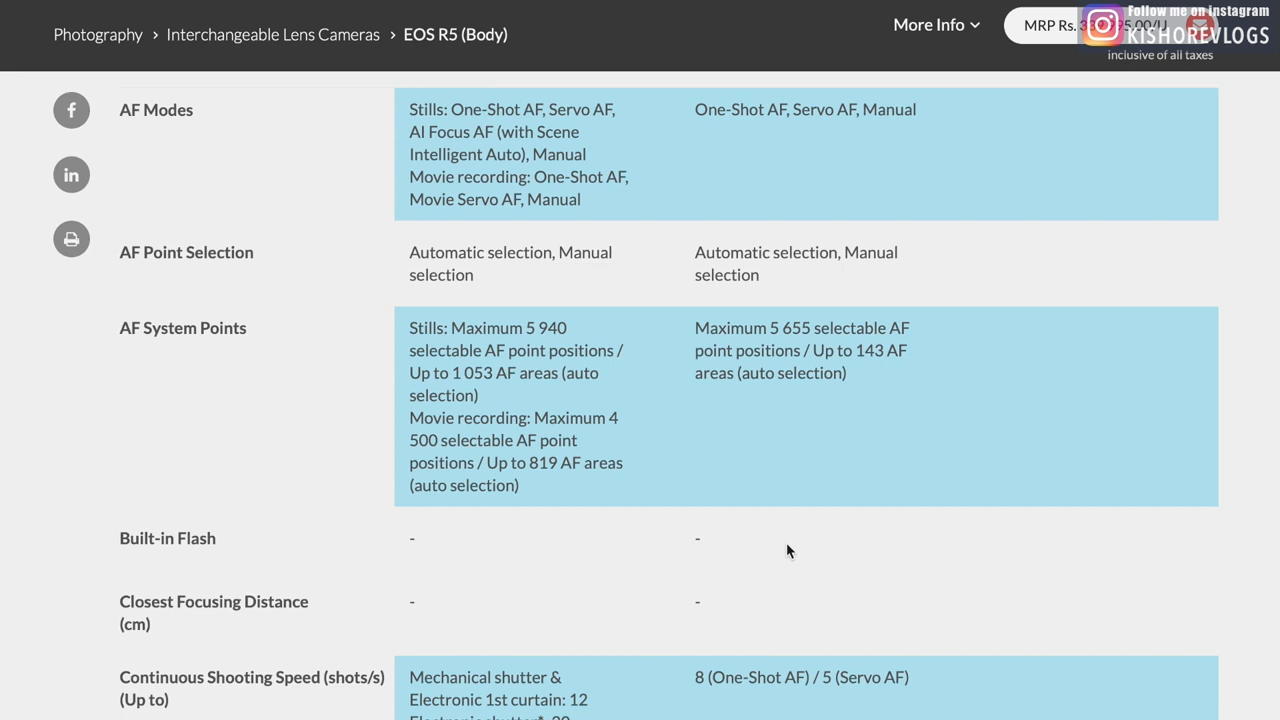 Photography › Interchangeable Lens Cameras › EOS R5 (Body)
More Info
MRP Rs.
inclusive of all taxes
Follow me on instagram
KISHOREVLOGS
AF Modes
Stills: One-Shot AF, Servo AF,
AI Focus AF (with Scene
Intelligent Auto), Manual
Movie recording: One-Shot AF,
Movie Servo AF, Manual
One-Shot AF, Servo AF, Manual
AF Point Selection
Automatic selection, Manual
selection
Automatic selection, Manual
selection
AF System Points
Stills: Maximum 5 940
selectable AF point positions /
Up to 1 053 AF areas (auto
selection)
Movie recording: Maximum 4
500 selectable AF point
positions / Up to 819 AF areas
(auto selection)
Maximum 5 655 selectable AF
point positions / Up to 143 AF
areas (auto selection)
Built-in Flash
-
-
Closest Focusing Distance
(cm)
-
-
Continuous Shooting Speed (shots/s)
(Up to)
Mechanical shutter &
Electronic 1st curtain: 12
8 (One-Shot AF) / 5 (Servo AF)